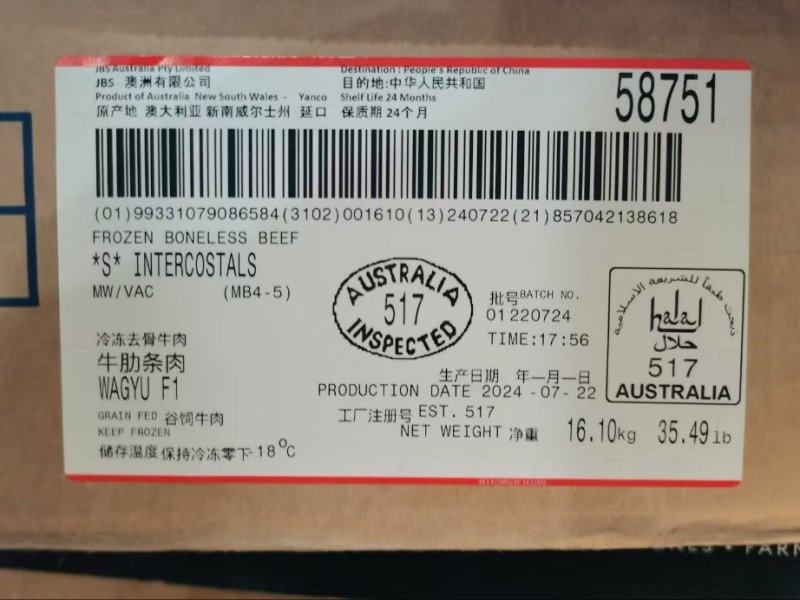 JBS Australia Pty Limited
JBS 澳洲有限公司
Product of Australia New South Wales - Yanco
原产地 澳大利亚 新南威尔士州 延口
Destination : People's Republic of China
目的地:中华人民共和国
Shelf Life 24 Months
保质期 24个月
58751
(01)99331079086584(3102)001610(13)240722(21)857042138618
FROZEN BONELESS BEEF
*S* INTERCOSTALS
MW/VAC (MB4-5)
冷冻去骨牛肉
牛肋条肉
WAGYU F1
GRAIN FED 谷饲牛肉
KEEP FROZEN
储存温度 保持冷冻零下-18°C
AUSTRALIA
517
INSPECTED
批号BATCH NO.
01220724
TIME:17:56
生产日期 年—月—日
PRODUCTION DATE 2024-07-22
工厂注册号 EST. 517
NET WEIGHT 净重 16.10kg 35.49lb
ذبحت طبقاً للشريعة الاسلامية
halal
حلال
517
AUSTRALIA